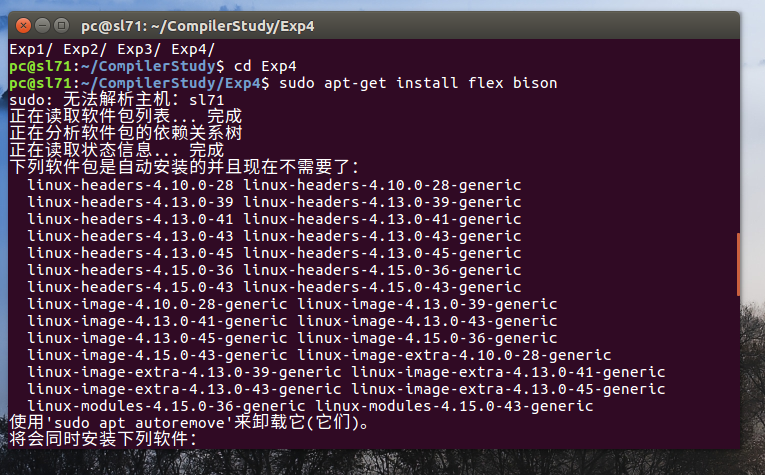 pc@sl71: ~/CompilerStudy/Exp4
Exp1/ Exp2/ Exp3/ Exp4/
pc@sl71:~/CompilerStudy$ cd Exp4
pc@sl71:~/CompilerStudy/Exp4$ sudo apt-get install flex bison
sudo: 无法解析主机: sl71
正在读取软件包列表... 完成
正在分析软件包的依赖关系树
正在读取状态信息... 完成
下列软件包是自动安装的并且现在不需要了:
linux-headers-4.10.0-28 linux-headers-4.10.0-28-generic
linux-headers-4.13.0-39 linux-headers-4.13.0-39-generic
linux-headers-4.13.0-41 linux-headers-4.13.0-41-generic
linux-headers-4.13.0-43 linux-headers-4.13.0-43-generic
linux-headers-4.13.0-45 linux-headers-4.13.0-45-generic
linux-headers-4.15.0-36 linux-headers-4.15.0-36-generic
linux-headers-4.15.0-43 linux-headers-4.15.0-43-generic
linux-image-4.10.0-28-generic linux-image-4.13.0-39-generic
linux-image-4.13.0-41-generic linux-image-4.13.0-43-generic
linux-image-4.13.0-45-generic linux-image-4.15.0-36-generic
linux-image-4.15.0-43-generic linux-image-extra-4.10.0-28-generic
linux-image-extra-4.13.0-39-generic linux-image-extra-4.13.0-41-generic
linux-image-extra-4.13.0-43-generic linux-image-extra-4.13.0-45-generic
linux-modules-4.15.0-36-generic linux-modules-4.15.0-43-generic
使用'sudo apt autoremove'来卸载它(它们)。
将会同时安装下列软件: